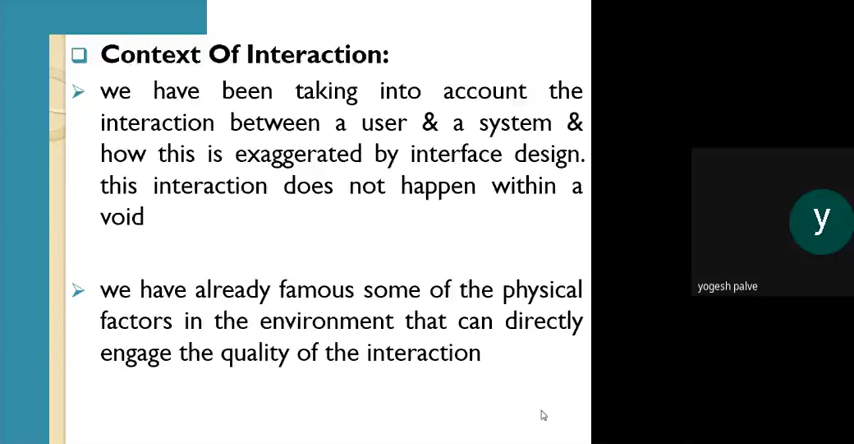 Context Of Interaction:
we have been taking into account the
interaction between a user & a system &
how this is exaggerated by interface design.
this interaction does not happen within a
void
we have already famous some of the physical
factors in the environment that can directly
engage the quality of the interaction
y
yogesh palve